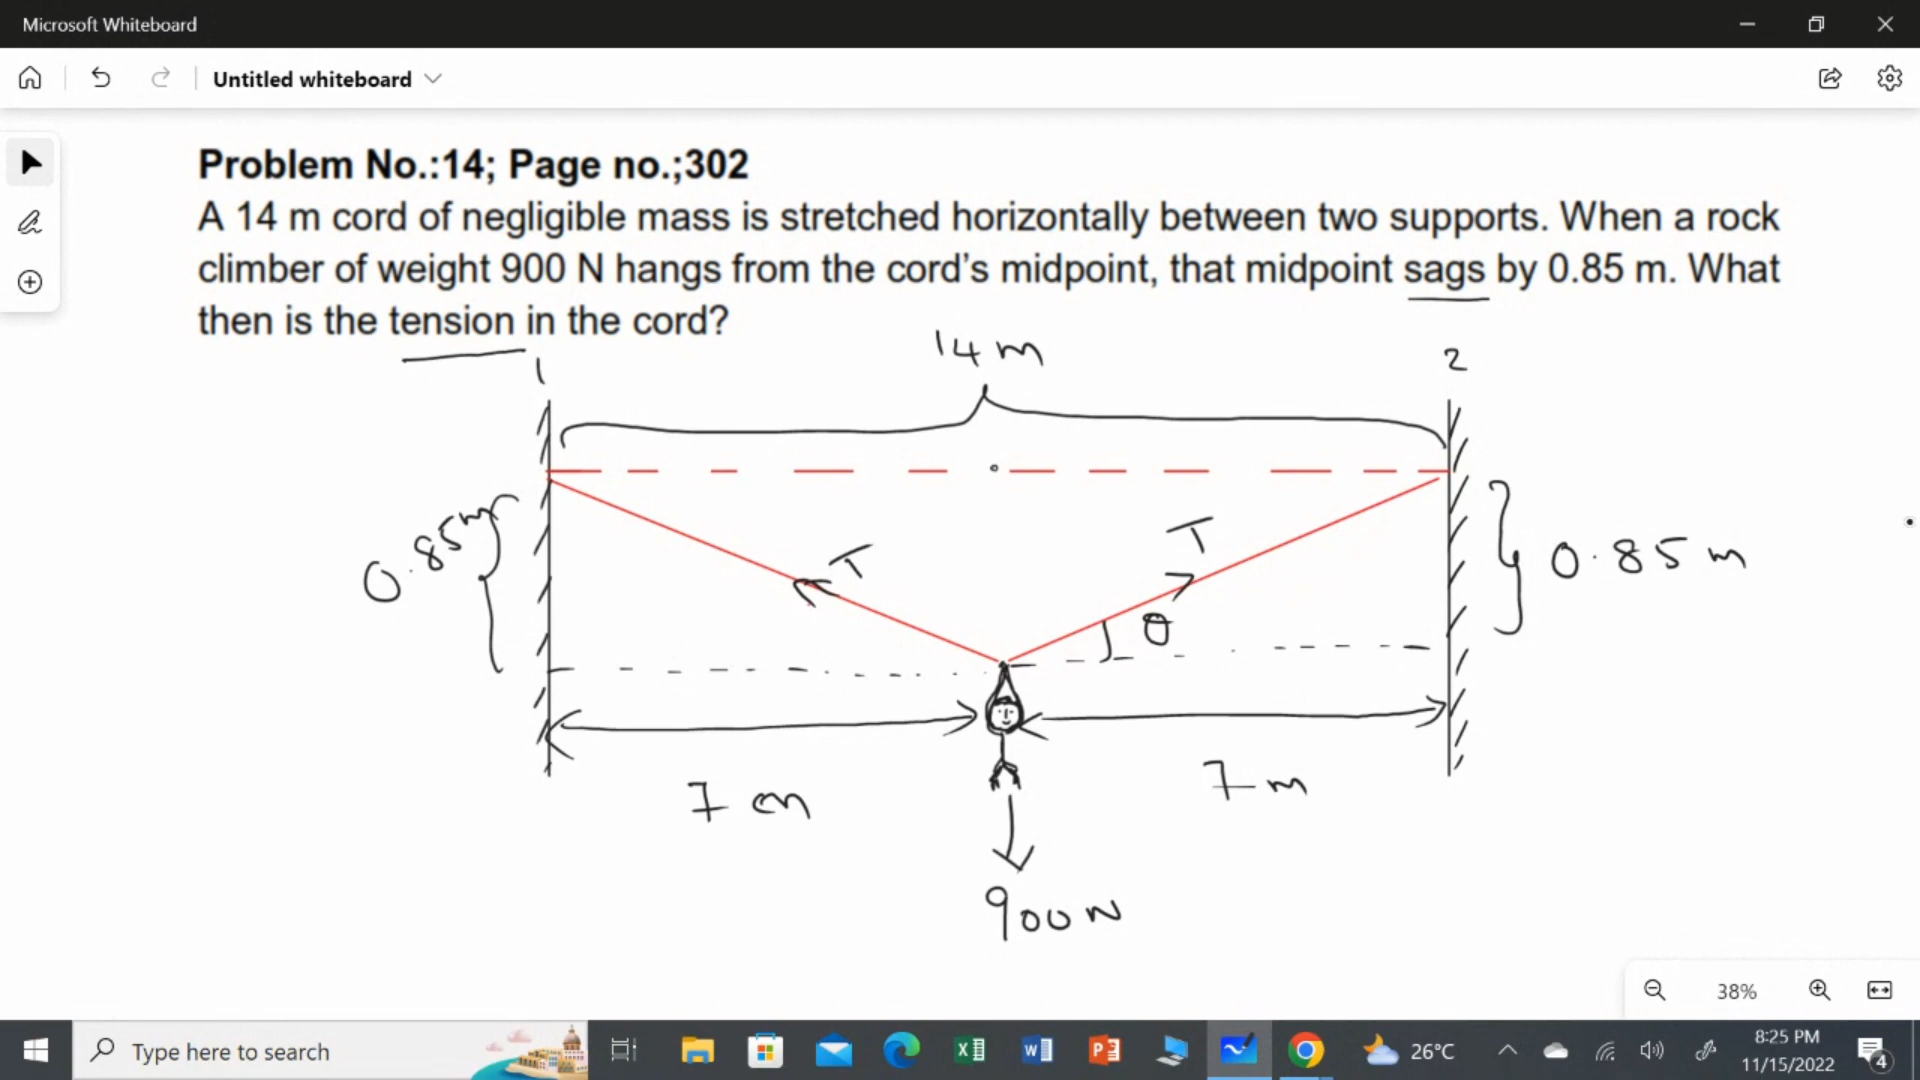 Microsoft Whiteboard
Untitled whiteboard
Problem No.:14; Page no.;302
A 14 m cord of negligible mass is stretched horizontally between two supports. When a rock
climber of weight 900 N hangs from the cord's midpoint, that midpoint sags by 0.85 m. What
then is the tension in the cord?
14 m
1
2
0.85 m
T
T
θ
0.85 m
7 m
7 m
900 N
38%
Type here to search
26°C
8:25 PM
11/15/2022
4